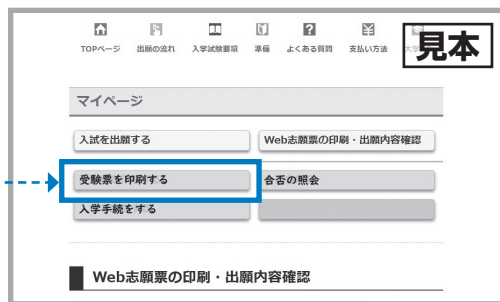 TOPページ 出願の流れ 入学試験要項 準備 よくある質問 支払い方法
見本
マイページ
入試を出願する Web志願票の印刷・出願内容確認
受験票を印刷する 合否の照会
入学手続をする
Web志願票の印刷・出願内容確認